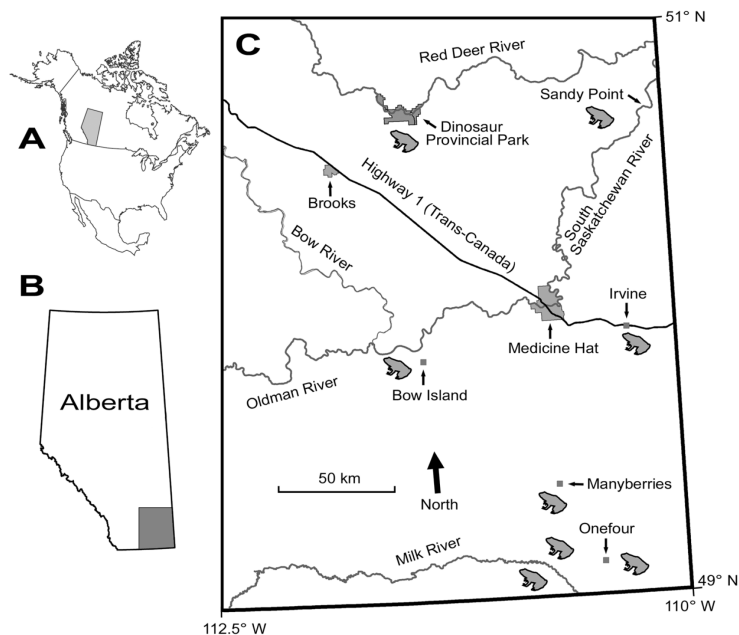 A
B
Alberta
C
51° N
Red Deer River
Sandy Point
Dinosaur
Provincial Park
Highway 1 (Trans-Canada)
Brooks
South
Saskatchewan River
Bow River
Irvine
Medicine Hat
Oldman River
Bow Island
50 km
North
Manyberries
Onefour
Milk River
49° N
110° W
112.5° W